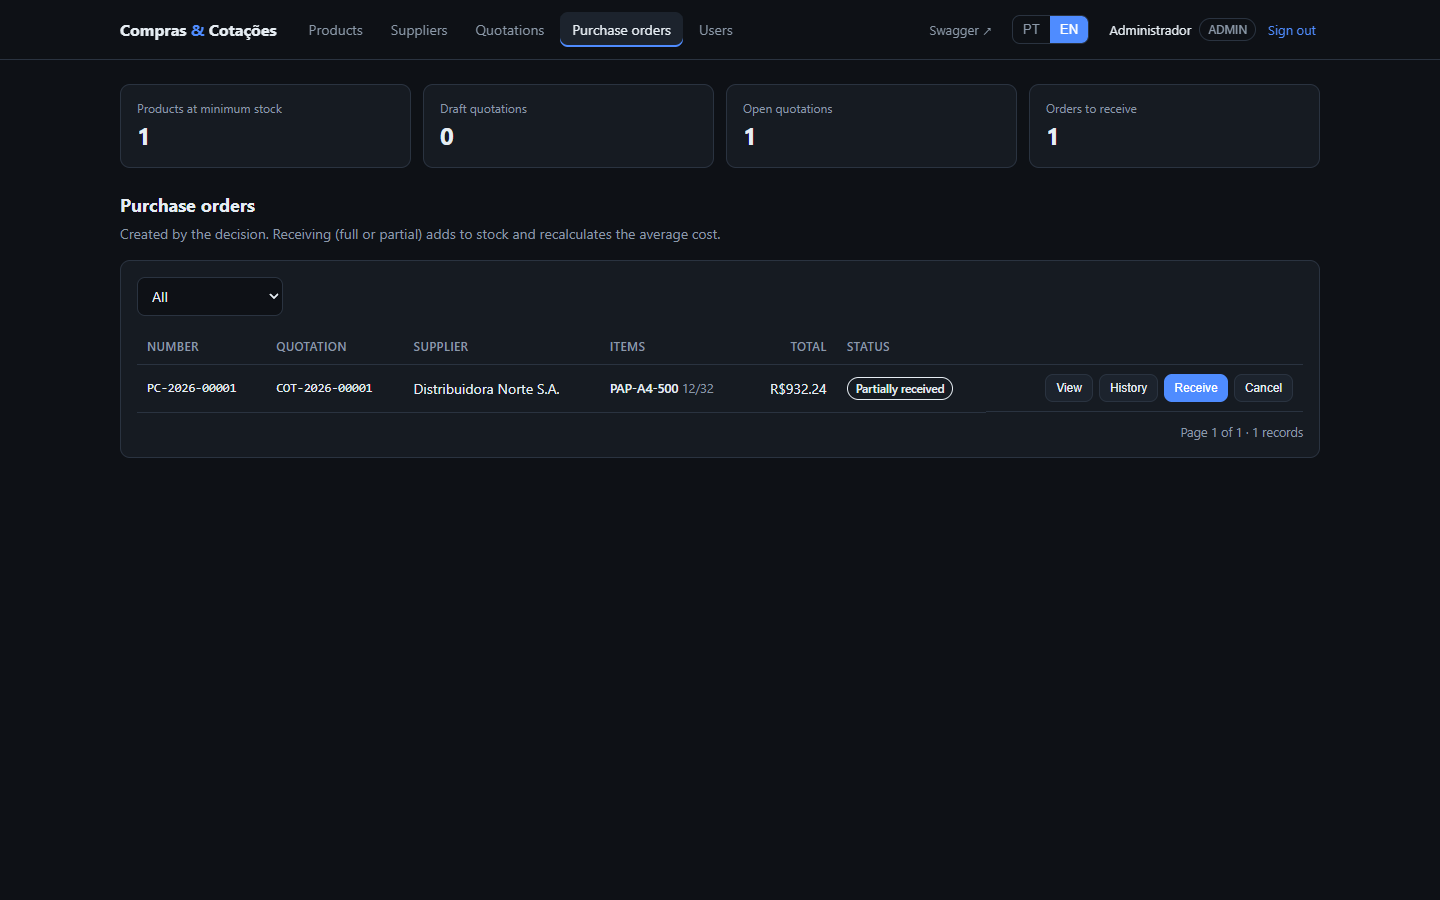 Compras & Cotações Products Suppliers Quotations Purchase orders Users Swagger ↗ PT EN Administrador ADMIN Sign out
Products at minimum stock
1
Draft quotations
0
Open quotations
1
Orders to receive
1
Purchase orders
Created by the decision. Receiving (full or partial) adds to stock and recalculates the average cost.
All
NUMBER QUOTATION SUPPLIER ITEMS TOTAL STATUS
PC-2026-00001 COT-2026-00001 Distribuidora Norte S.A. PAP-A4-500 12/32 R$932.24 Partially received View History Receive Cancel
Page 1 of 1 · 1 records